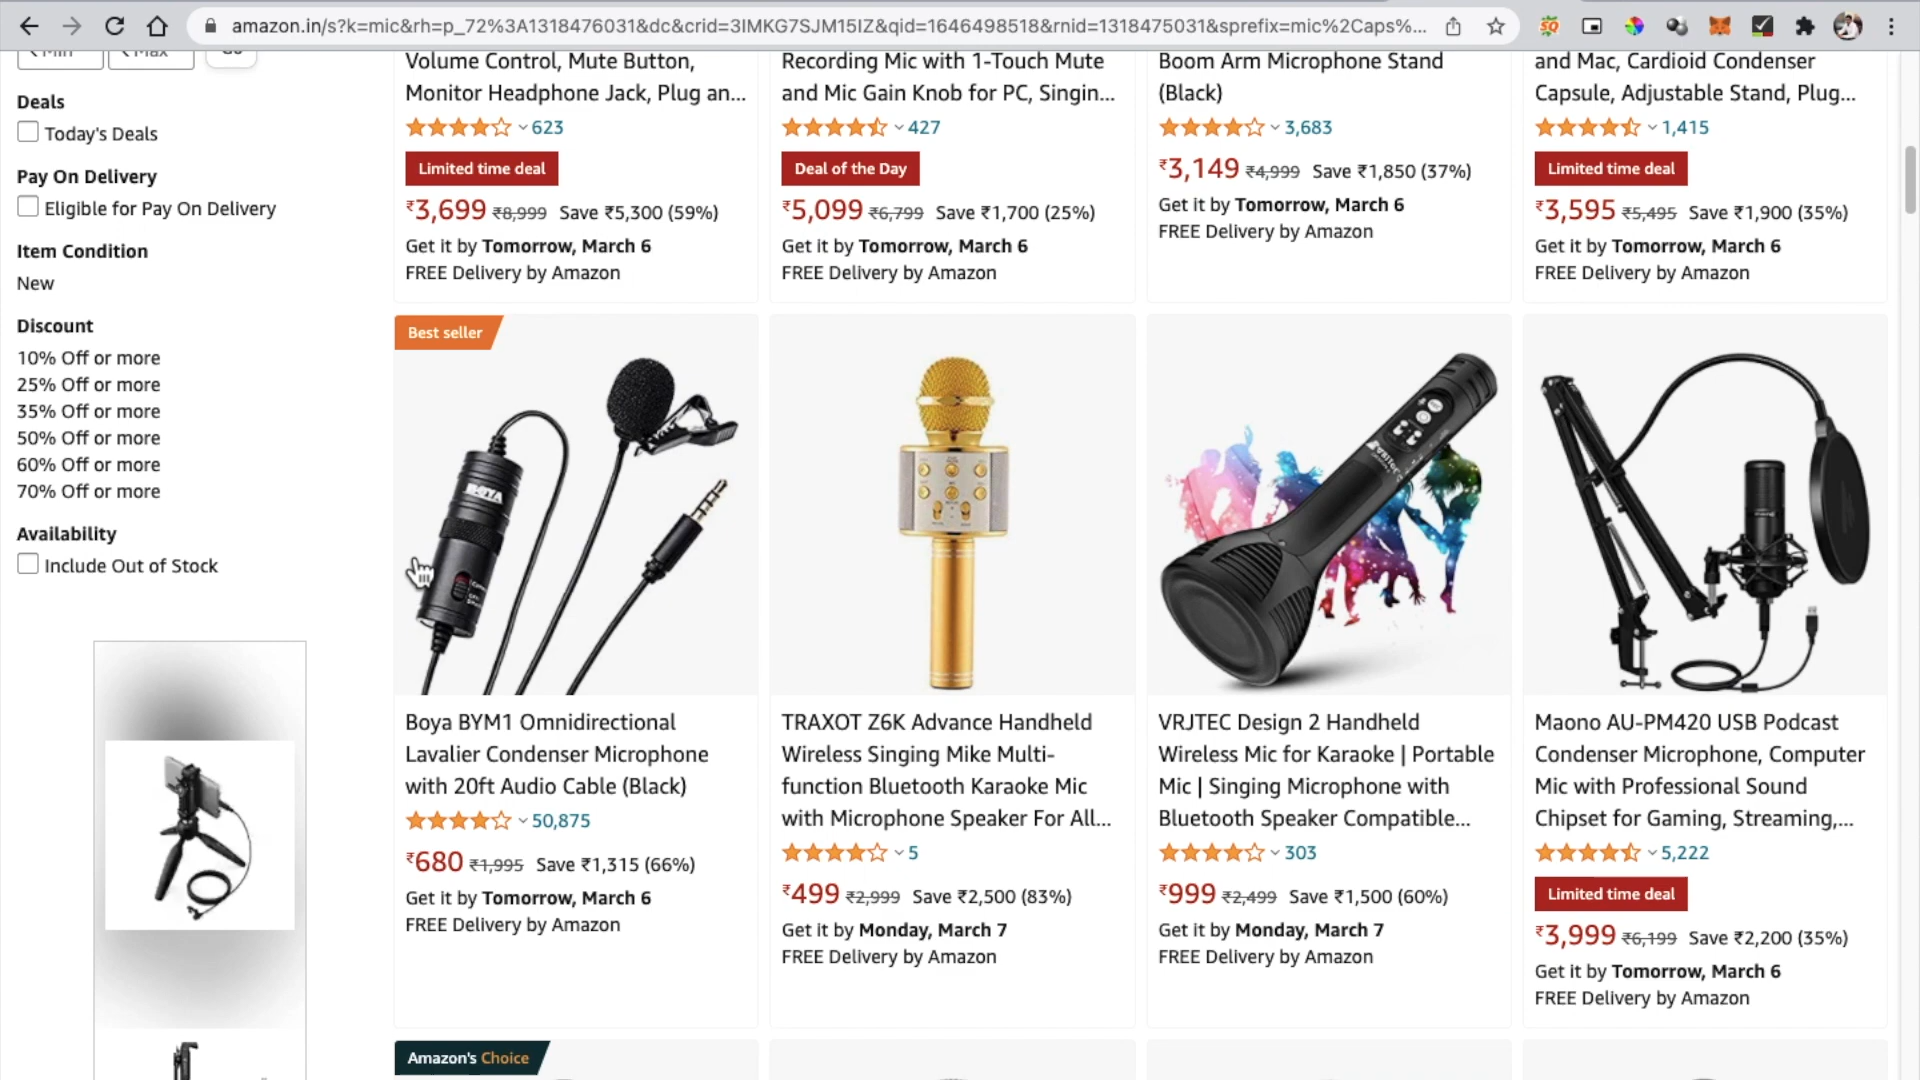 amazon.in/s?k=mic&rh=p_72%3A1318476031&dc&crid=3IMKG7SJM15IZ&qid=1646498518&rnid=1318475031&sprefix=mic%2Caps%...
Min
Max
Go
Deals
Today's Deals
Pay On Delivery
Eligible for Pay On Delivery
Item Condition
New
Discount
10% Off or more
25% Off or more
35% Off or more
50% Off or more
60% Off or more
70% Off or more
Availability
Include Out of Stock
Volume Control, Mute Button,
Monitor Headphone Jack, Plug an...
623
Limited time deal
₹3,699 ₹8,999 Save ₹5,300 (59%)
Get it by Tomorrow, March 6
FREE Delivery by Amazon
Recording Mic with 1-Touch Mute
and Mic Gain Knob for PC, Singin...
427
Deal of the Day
₹5,099 ₹6,799 Save ₹1,700 (25%)
Get it by Tomorrow, March 6
FREE Delivery by Amazon
Boom Arm Microphone Stand
(Black)
3,683
₹3,149 ₹4,999 Save ₹1,850 (37%)
Get it by Tomorrow, March 6
FREE Delivery by Amazon
and Mac, Cardioid Condenser
Capsule, Adjustable Stand, Plug...
1,415
Limited time deal
₹3,595 ₹5,495 Save ₹1,900 (35%)
Get it by Tomorrow, March 6
FREE Delivery by Amazon
Best seller
BOYA
Boya BYM1 Omnidirectional
Lavalier Condenser Microphone
with 20ft Audio Cable (Black)
50,875
₹680 ₹1,995 Save ₹1,315 (66%)
Get it by Tomorrow, March 6
FREE Delivery by Amazon
TRAXOT Z6K Advance Handheld
Wireless Singing Mike Multi-
function Bluetooth Karaoke Mic
with Microphone Speaker For All...
5
₹499 ₹2,999 Save ₹2,500 (83%)
Get it by Monday, March 7
FREE Delivery by Amazon
VRJTEC Design 2 Handheld
Wireless Mic for Karaoke | Portable
Mic | Singing Microphone with
Bluetooth Speaker Compatible...
303
₹999 ₹2,499 Save ₹1,500 (60%)
Get it by Monday, March 7
FREE Delivery by Amazon
Maono AU-PM420 USB Podcast
Condenser Microphone, Computer
Mic with Professional Sound
Chipset for Gaming, Streaming,...
5,222
Limited time deal
₹3,999 ₹6,199 Save ₹2,200 (35%)
Get it by Tomorrow, March 6
FREE Delivery by Amazon
Amazon's Choice